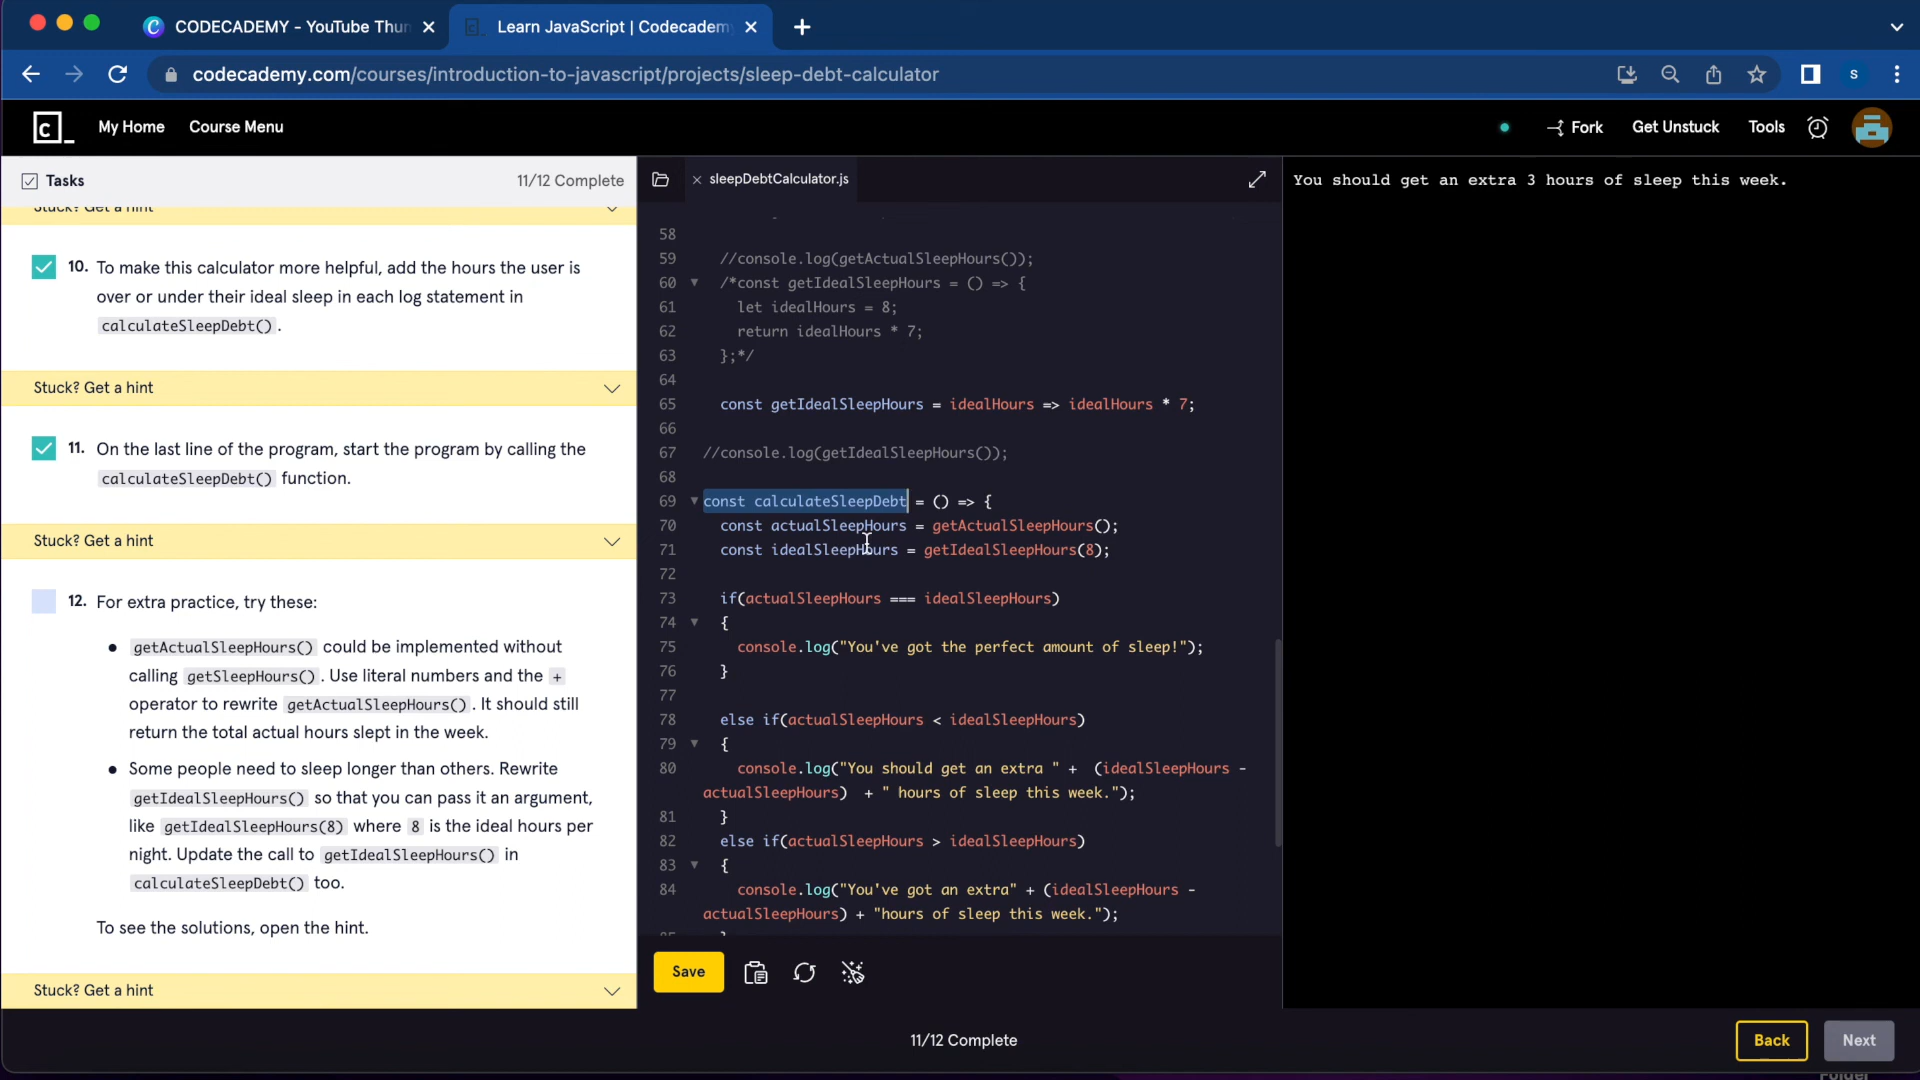 CODECADEMY - YouTube Thu
Learn JavaScript | Codecadem
codecademy.com/courses/introduction-to-javascript/projects/sleep-debt-calculator
s
c
My Home
Course Menu
Fork
Get Unstuck
Tools
Tasks
11/12 Complete
Stuck? Get a hint
10. To make this calculator more helpful, add the hours the user is
over or under their ideal sleep in each log statement in
calculateSleepDebt().
Stuck? Get a hint
11. On the last line of the program, start the program by calling the
calculateSleepDebt() function.
Stuck? Get a hint
12. For extra practice, try these:
getActualSleepHours() could be implemented without
calling getSleepHours(). Use literal numbers and the +
operator to rewrite getActualSleepHours(). It should still
return the total actual hours slept in the week.
Some people need to sleep longer than others. Rewrite
getIdealSleepHours() so that you can pass it an argument,
like getIdealSleepHours(8) where 8 is the ideal hours per
night. Update the call to getIdealSleepHours() in
calculateSleepDebt() too.
To see the solutions, open the hint.
Stuck? Get a hint
sleepDebtCalculator.js
58
59 //console.log(getActualSleepHours());
60 /*const getIdealSleepHours = () => {
61 let idealHours = 8;
62 return idealHours * 7;
63 };*/
64
65 const getIdealSleepHours = idealHours => idealHours * 7;
66
67 //console.log(getIdealSleepHours());
68
69 const calculateSleepDebt = () => {
70 const actualSleepHours = getActualSleepHours();
71 const idealSleepHours = getIdealSleepHours(8);
72
73 if(actualSleepHours === idealSleepHours)
74 {
75 console.log("You've got the perfect amount of sleep!");
76 }
77
78 else if(actualSleepHours < idealSleepHours)
79 {
80 console.log("You should get an extra " + (idealSleepHours -
actualSleepHours) + " hours of sleep this week.");
81 }
82 else if(actualSleepHours > idealSleepHours)
83 {
84 console.log("You've got an extra" + (idealSleepHours -
actualSleepHours) + "hours of sleep this week.");
Save
You should get an extra 3 hours of sleep this week.
11/12 Complete
Back
Next
Folder